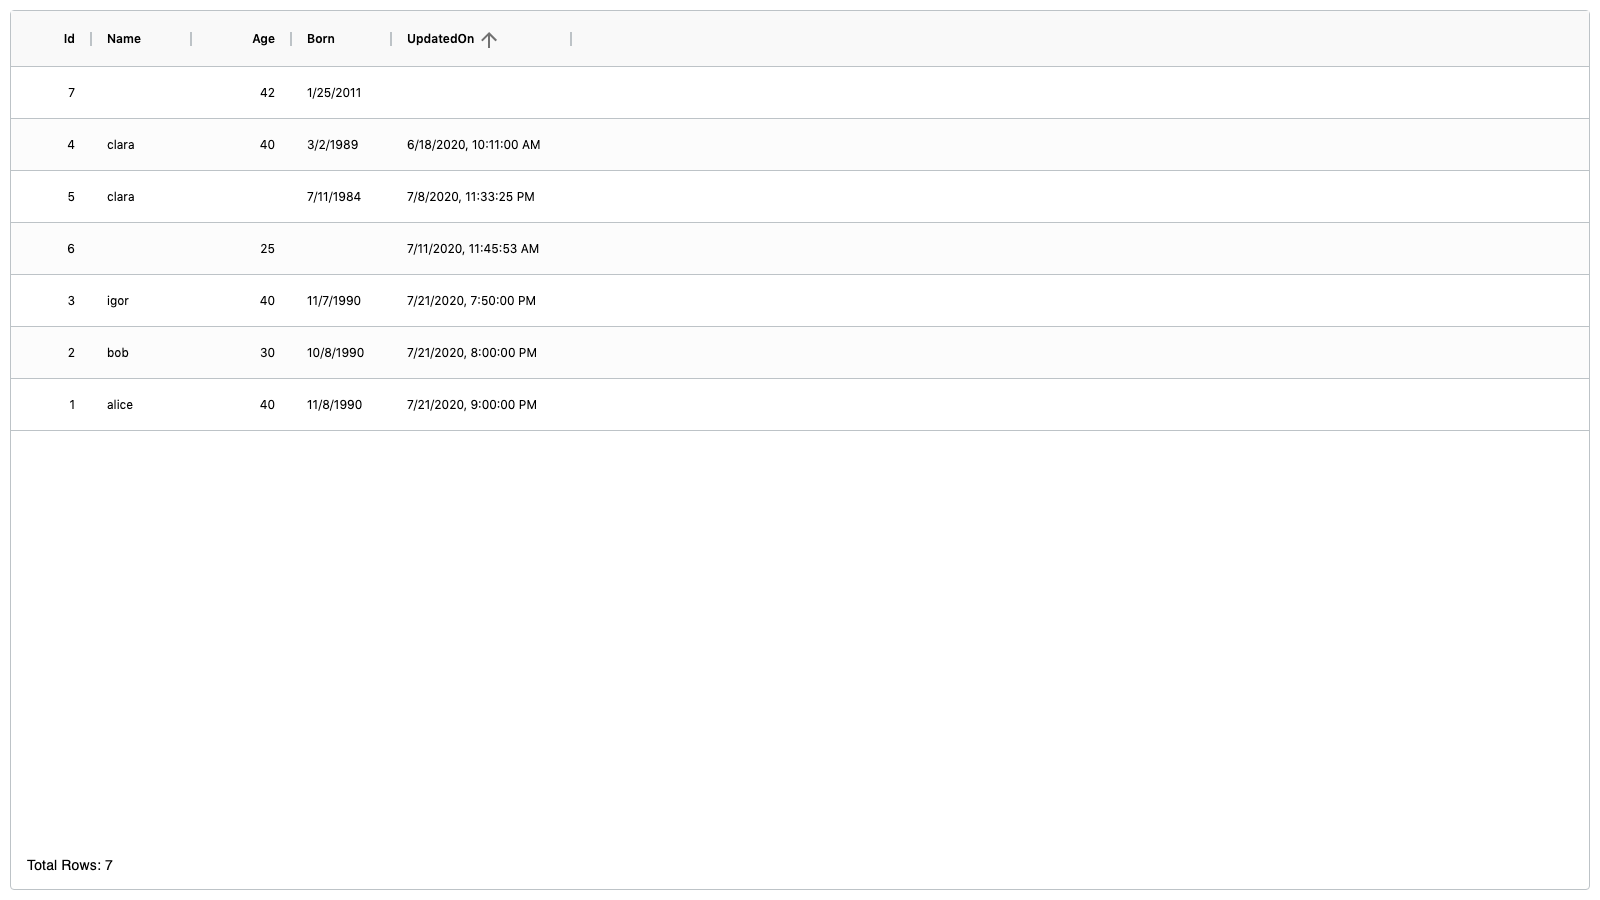 Id Name Age Born UpdatedOn
7 42 1/25/2011
4 clara 40 3/2/1989 6/18/2020, 10:11:00 AM
5 clara 7/11/1984 7/8/2020, 11:33:25 PM
6 25 7/11/2020, 11:45:53 AM
3 igor 40 11/7/1990 7/21/2020, 7:50:00 PM
2 bob 30 10/8/1990 7/21/2020, 8:00:00 PM
1 alice 40 11/8/1990 7/21/2020, 9:00:00 PM
Total Rows: 7